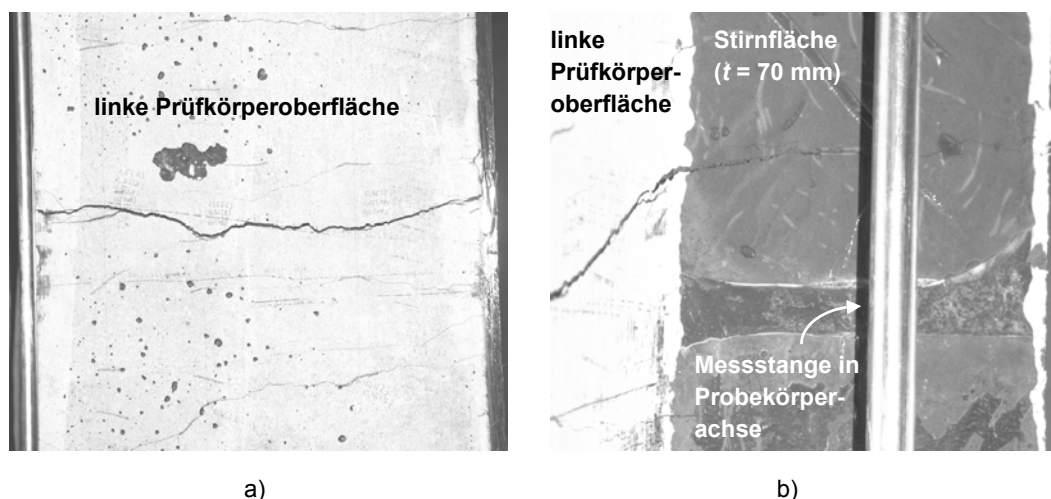 linke Prüfkörperoberfläche
linke
Prüfkörper-
oberfläche
Stirnfläche
(t = 70 mm)
Messstange in
Probekörper-
achse
a)
b)